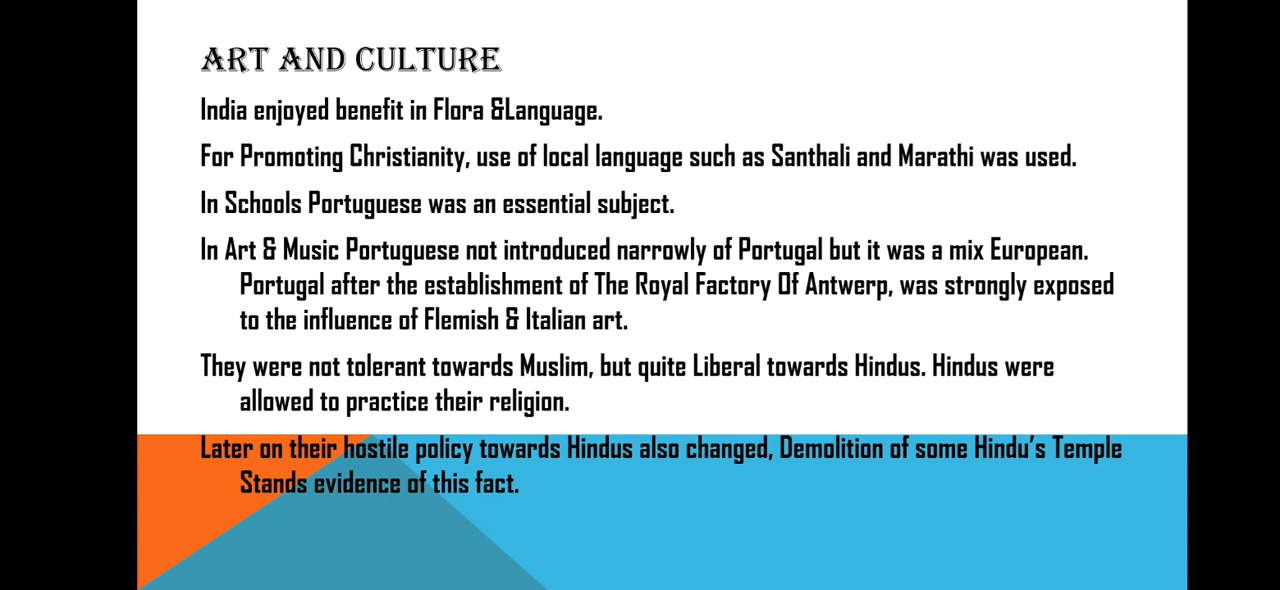 ART AND CULTURE
India enjoyed benefit in Flora &Language.
For Promoting Christianity, use of local language such as Santhali and Marathi was used.
In Schools Portuguese was an essential subject.
In Art & Music Portuguese not introduced narrowly of Portugal but it was a mix European.
Portugal after the establishment of The Royal Factory Of Antwerp, was strongly exposed
to the influence of Flemish & Italian art.
They were not tolerant towards Muslim, but quite Liberal towards Hindus. Hindus were
allowed to practice their religion.
Later on their hostile policy towards Hindus also changed, Demolition of some Hindu's Temple
Stands evidence of this fact.